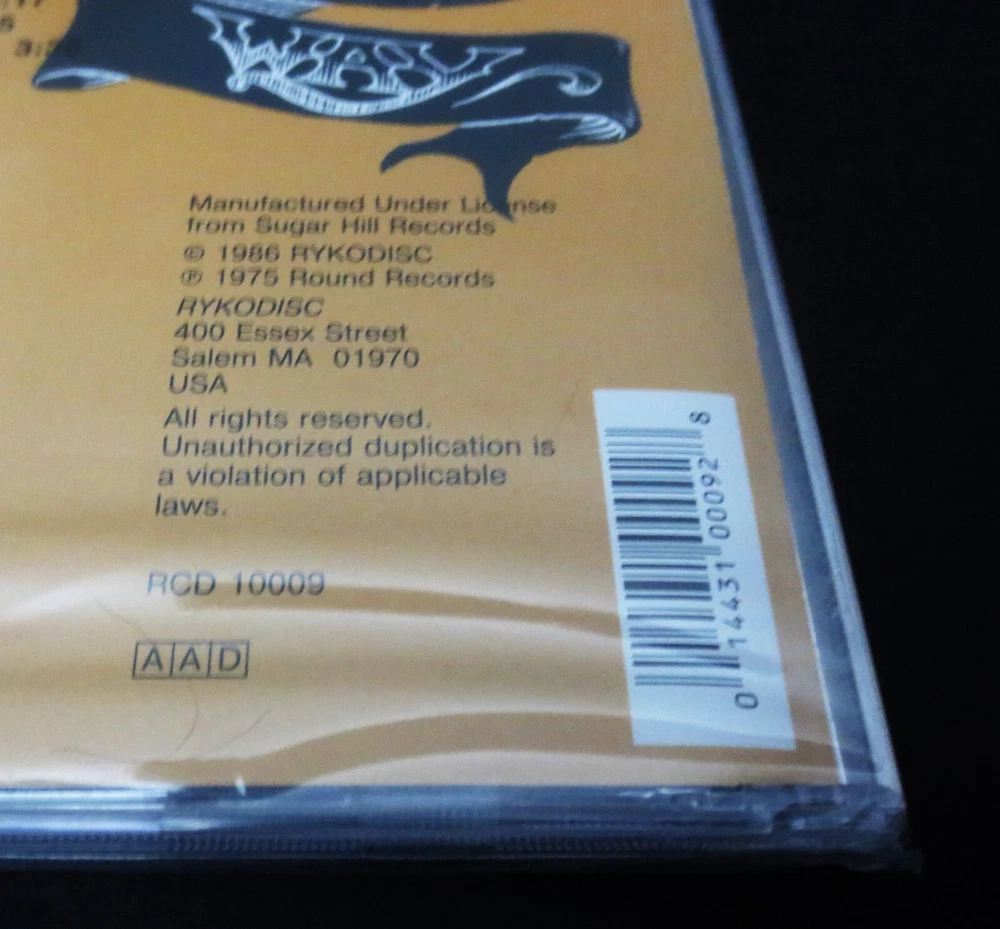 Manufactured Under License
from Sugar Hill Records
© 1986 RYKODISC
℗ 1975 Round Records
RYKODISC
400 Essex Street
Salem MA 01970
USA
All rights reserved.
Unauthorized duplication is
a violation of applicable
laws.
RCD 10009
AAD
0 14431 00092 8